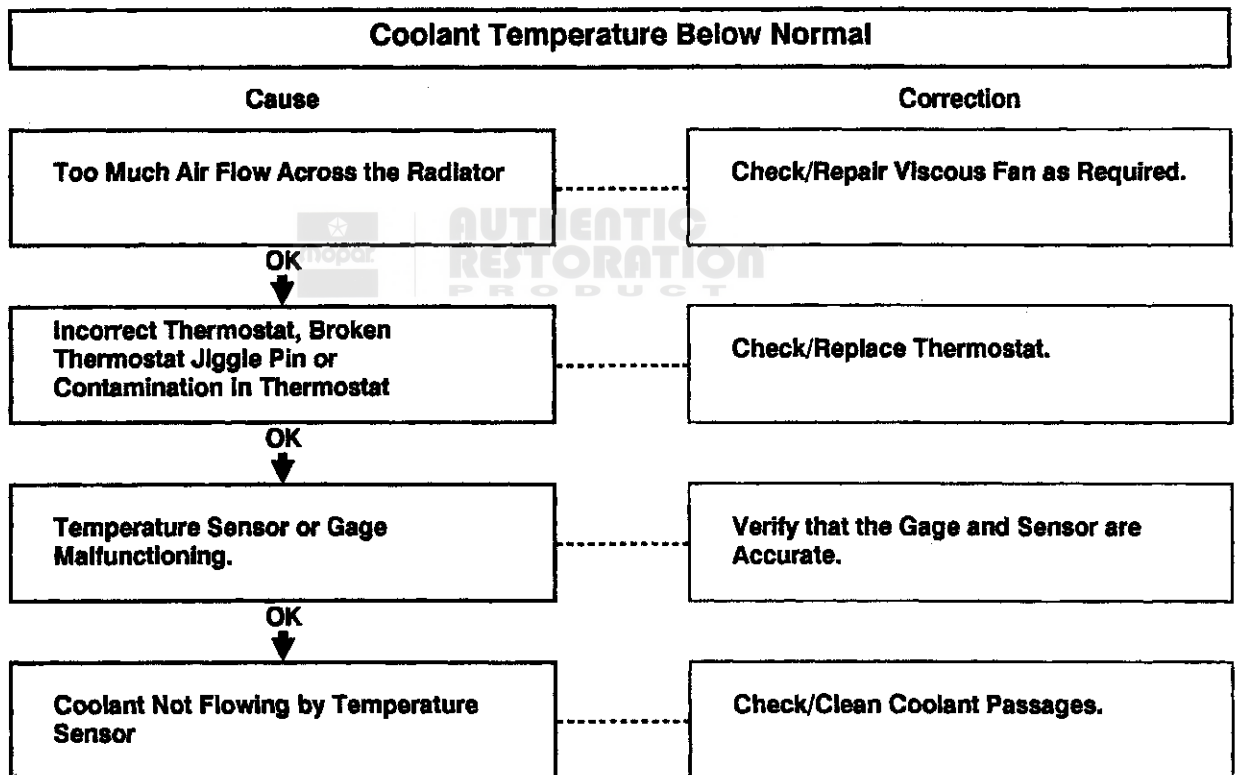 Coolant Temperature Below Normal
Cause
Correction
Too Much Air Flow Across the Radiator
Check/Repair Viscous Fan as Required.
mopar.
AUTHENTIC
RESTORATION
PRODUCT
OK
Incorrect Thermostat, Broken
Thermostat Jiggle Pin or
Contamination in Thermostat
Check/Replace Thermostat.
OK
Temperature Sensor or Gage
Malfunctioning.
Verify that the Gage and Sensor are
Accurate.
OK
Coolant Not Flowing by Temperature
Sensor
Check/Clean Coolant Passages.